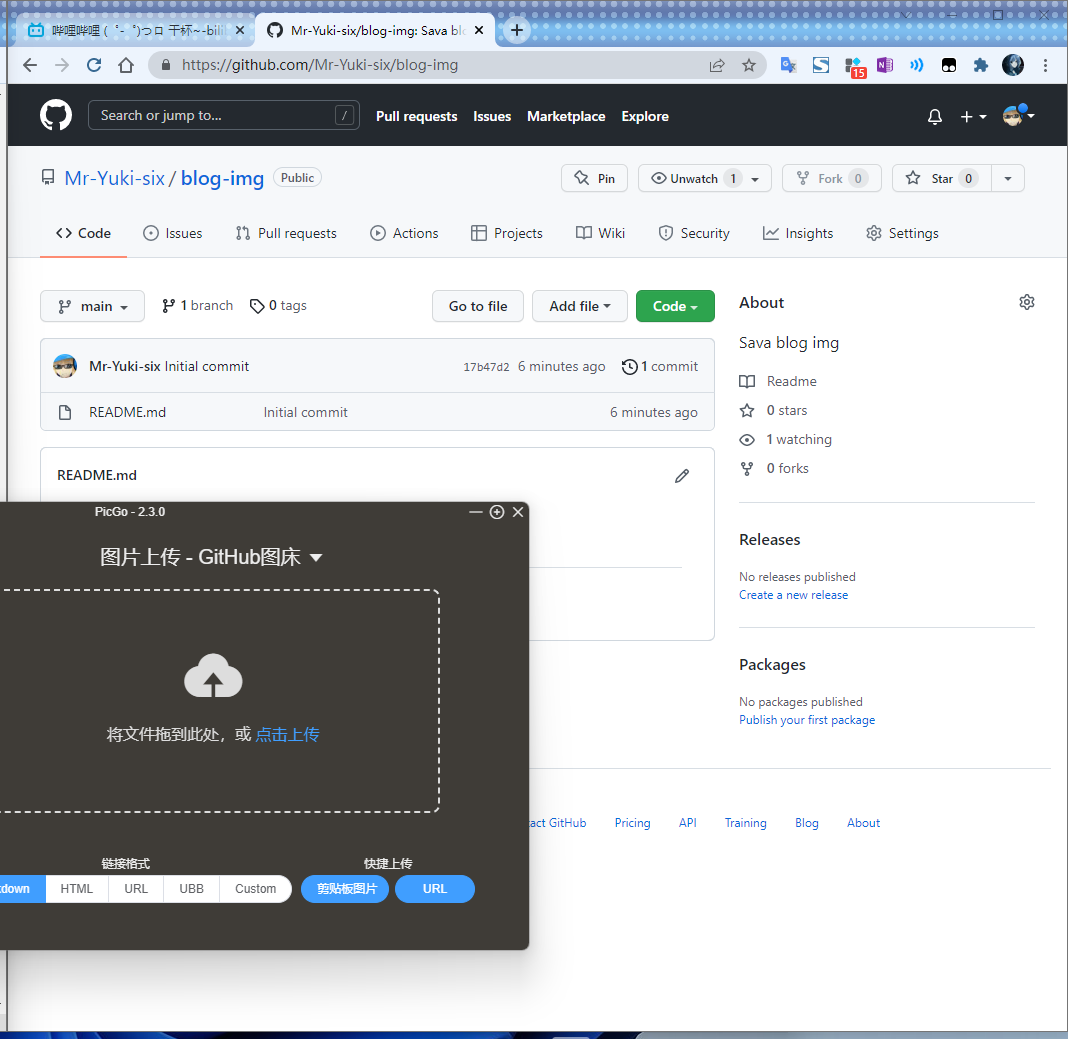 哔哩哔哩 ( ゜- ゜)つロ 干杯~-bili
Mr-Yuki-six/blog-img: Sava blo
https://github.com/Mr-Yuki-six/blog-img
15
Search or jump to... /
Pull requests Issues Marketplace Explore
Mr-Yuki-six / blog-img Public
Pin Unwatch 1 Fork 0 Star 0
Code Issues Pull requests Actions Projects Wiki Security Insights Settings
main 1 branch 0 tags Go to file Add file Code
Mr-Yuki-six Initial commit 17b47d2 6 minutes ago 1 commit
README.md Initial commit 6 minutes ago
README.md
About
Sava blog img
Readme
0 stars
1 watching
0 forks
Releases
No releases published
Create a new release
Packages
No packages published
Publish your first package
PicGo - 2.3.0
图片上传 - GitHub图床
将文件拖到此处，或 点击上传
链接格式 快捷上传
down HTML URL UBB Custom 剪贴板图片 URL
tact GitHub Pricing API Training Blog About